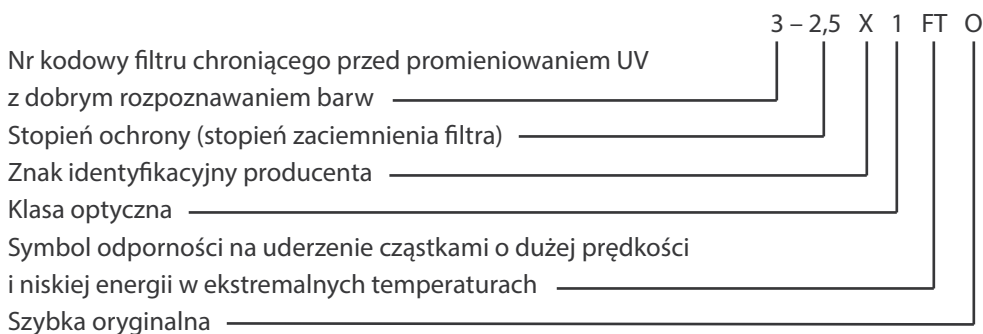 3 – 2,5 X 1 FT O
Nr kodowy filtru chroniącego przed promieniowaniem UV
z dobrym rozpoznawaniem barw
Stopień ochrony (stopień zaciemnienia filtra)
Znak identyfikacyjny producenta
Klasa optyczna
Symbol odporności na uderzenie cząstkami o dużej prędkości
i niskiej energii w ekstremalnych temperaturach
Szybka oryginalna